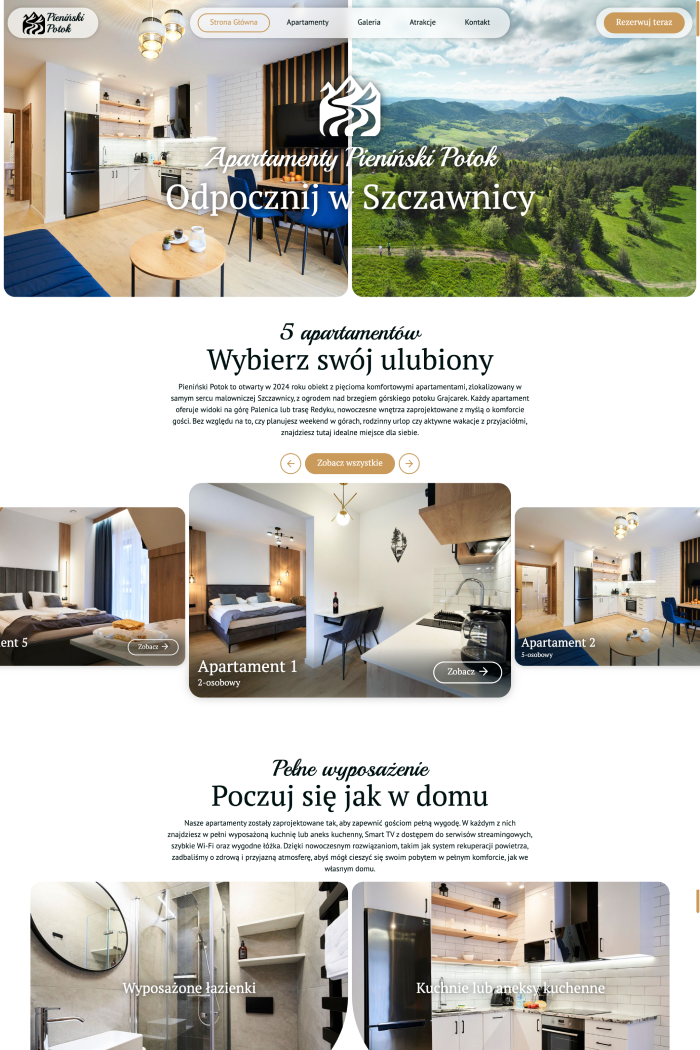 Pieniński
Potok
Strona Główna
Apartamenty
Galeria
Atrakcje
Kontakt
Rezerwuj teraz
Apartamenty Pieniński Potok
Odpocznij w Szczawnicy
5 apartamentów
Wybierz swój ulubiony
Pieniński Potok to otwarty w 2024 roku obiekt z pięcioma komfortowymi apartamentami, zlokalizowany w
samym sercu malowniczej Szczawnicy, z ogrodem nad brzegiem górskiego potoku Grajcarek. Każdy apartament
oferuje widoki na górę Palenica lub trasę Redyku, nowoczesne wnętrza zaprojektowane z myślą o komforcie
gości. Bez względu na to, czy planujesz weekend w górach, rodzinny urlop czy aktywne wakacje z przyjaciółmi,
znajdziesz tutaj idealne miejsce dla siebie.
Zobacz wszystkie
ent 5
Zobacz
Apartament 1
2-osobowy
Zobacz
Apartament 2
5-osobowy
Pełne wyposażenie
Poczuj się jak w domu
Nasze apartamenty zostały zaprojektowane tak, aby zapewnić gościom pełną wygodę. W każdym z nich
znajdziesz w pełni wyposażoną kuchnię lub aneks kuchenny, Smart TV z dostępem do serwisów streamingowych,
szybkie Wi-Fi oraz wygodne łóżka. Dzięki nowoczesnym rozwiązaniom, takim jak system rekuperacji powietrza,
zadbaliśmy o zdrową i przyjazną atmosferę, abyś mógł cieszyć się swoim pobytem w pełnym komforcie, jak we
własnym domu.
Wyposażone łazienki
Kuchnie lub aneksy kuchenne